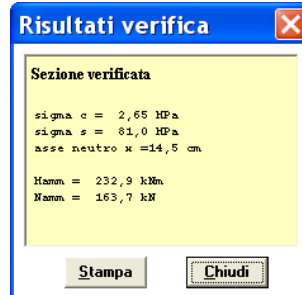 Risultati verifica
Sezione verificata
sigma c = 2,65 MPa
sigma s = 81,0 MPa
asse neutro x =14,5 cm
Mamm = 232,9 kNm
Namm = 163,7 kN
Stampa
Chiudi